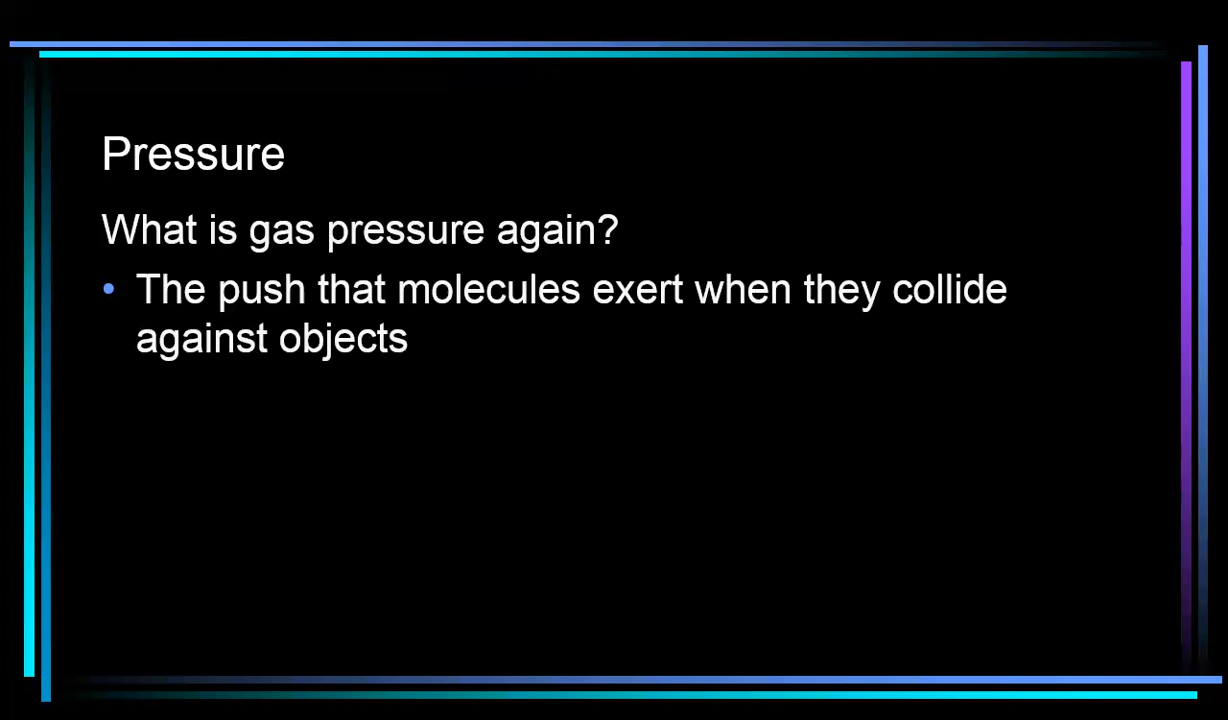 Pressure
What is gas pressure again?
• The push that molecules exert when they collide
against objects